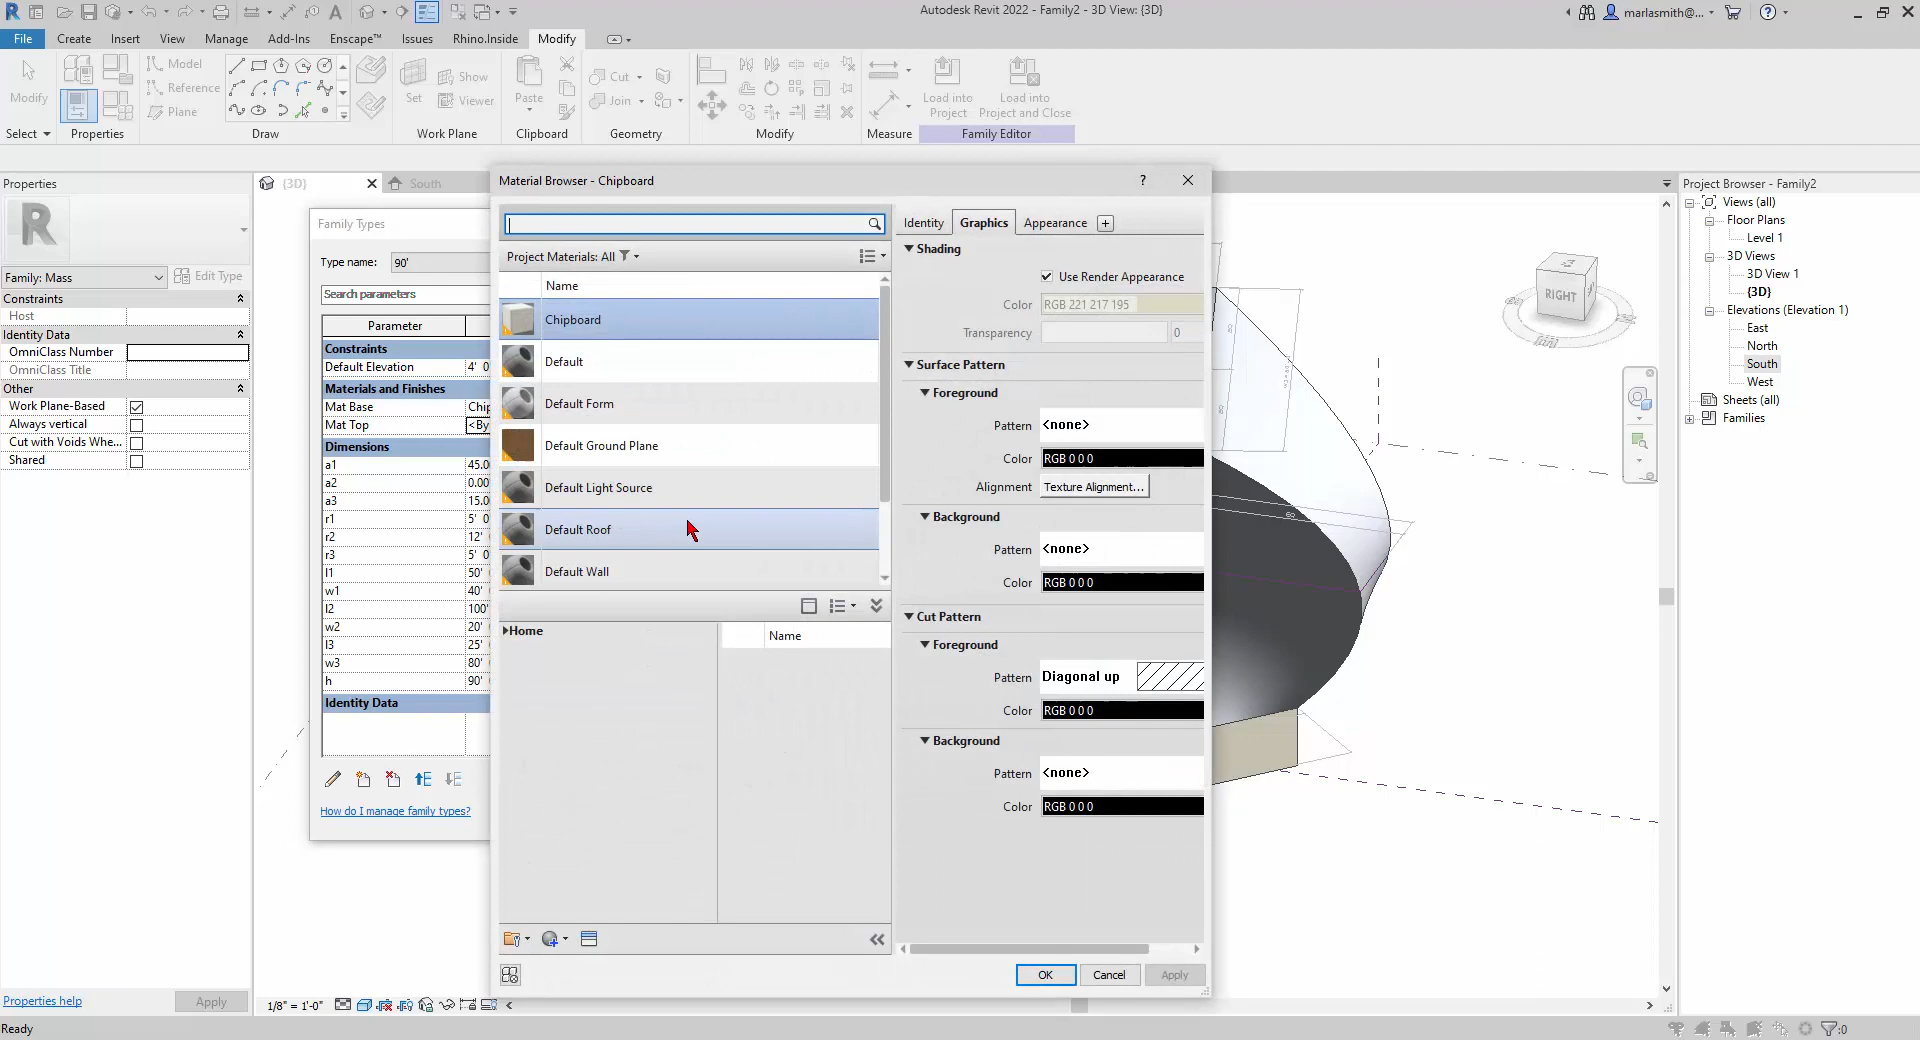 Autodesk Revit 2022 - Family2 - 3D View: {3D}
marlasmith@...
File Create Insert View Manage Add-Ins Enscape™ Issues Rhino.Inside Modify
Modify
Select
Properties
Model
Reference
Plane
Draw
Set
Show
Viewer
Work Plane
Paste
Clipboard
Cut
Join
Geometry
Modify
Measure
Load into Project
Load into Project and Close
Family Editor
Properties
R
Family: Mass
Edit Type
Constraints
Host
Identity Data
OmniClass Number
OmniClass Title
Other
Work Plane-Based
Always vertical
Cut with Voids Whe...
Shared
Properties help
Apply
{3D}
South
Family Types
Type name: 90'
Search parameters
Parameter
Constraints
Default Elevation 4' 0
Materials and Finishes
Mat Base Chip
Mat Top <By
Dimensions
a1 45.0
a2 0.00
a3 15.0
r1 5' 0
r2 12'
r3 5' 0
l1 50'
w1 40'
l2 100'
w2 20'
l3 25'
w3 80'
h 90'
Identity Data
How do I manage family types?
Material Browser - Chipboard
?
Project Materials: All
Name
Chipboard
Default
Default Form
Default Ground Plane
Default Light Source
Default Roof
Default Wall
Home
Name
Identity Graphics Appearance
Shading
Use Render Appearance
Color RGB 221 217 195
Transparency 0
Surface Pattern
Foreground
Pattern <none>
Color RGB 0 0 0
Alignment Texture Alignment...
Background
Pattern <none>
Color RGB 0 0 0
Cut Pattern
Foreground
Pattern Diagonal up
Color RGB 0 0 0
Background
Pattern <none>
Color RGB 0 0 0
OK Cancel Apply
RIGHT
Project Browser - Family2
Views (all)
Floor Plans
Level 1
3D Views
3D View 1
{3D}
Elevations (Elevation 1)
East
North
South
West
Sheets (all)
Families
1/8" = 1'-0"
Ready
:0